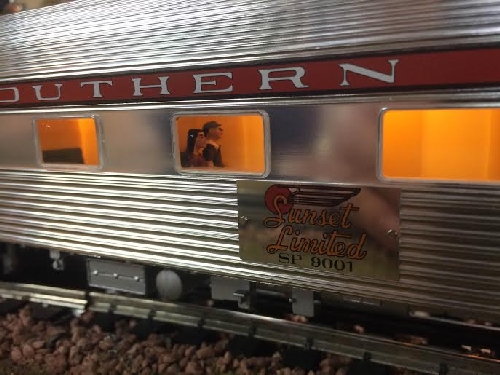 OUTHERN
Sunset
Limited
SP 9001